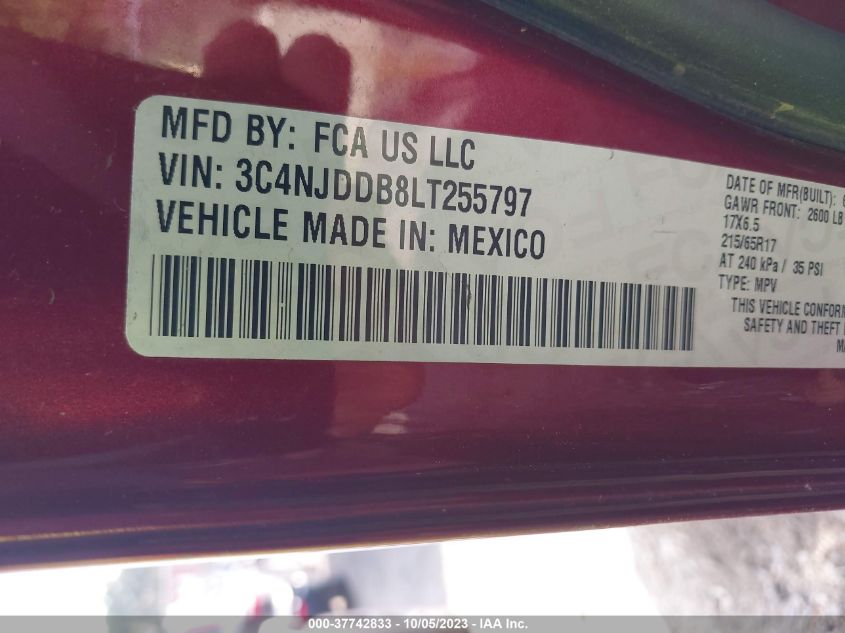 MFD BY: FCA US LLC
VIN: 3C4NJDDB8LT255797
VEHICLE MADE IN: MEXICO
DATE OF MFR(BUILT): 6
GAWR FRONT: 2600 LB
17X6.5
215/65R17
AT 240 kPa / 35 PSI
TYPE: MPV
THIS VEHICLE CONFORM
SAFETY AND THEFT
000-37742833 - 10/05/2023 - IAA Inc.